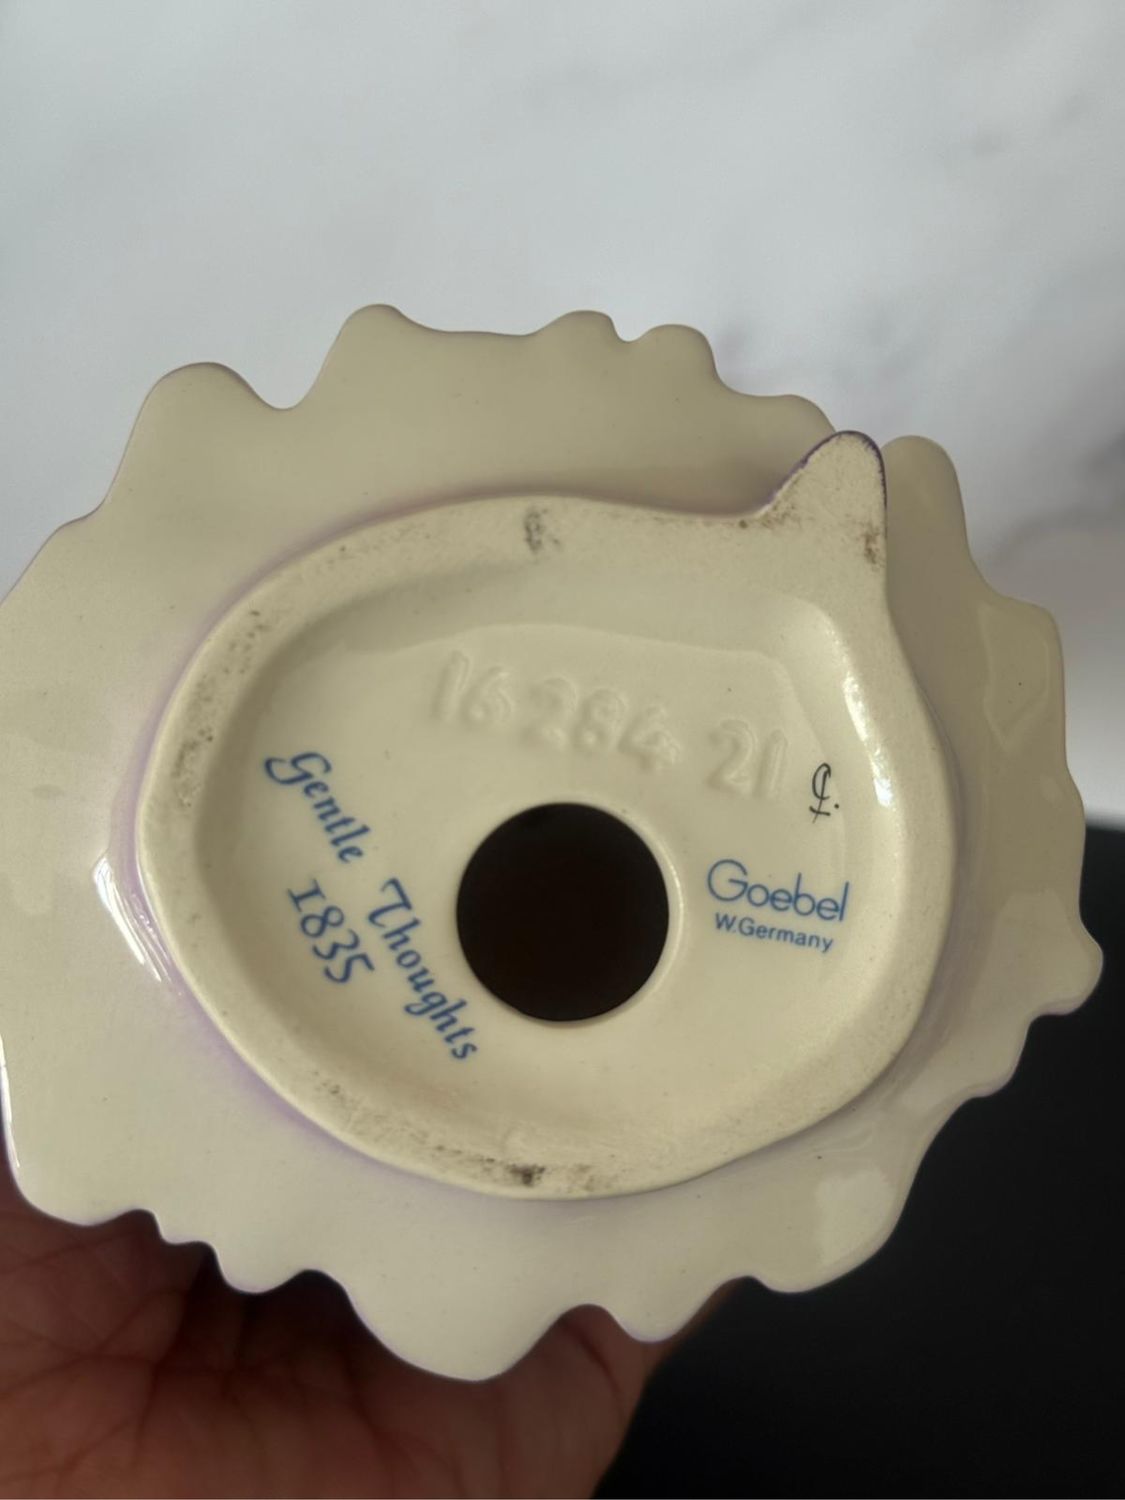 16 284 21
Gentle Thoughts
1835
Goebel
W.Germany